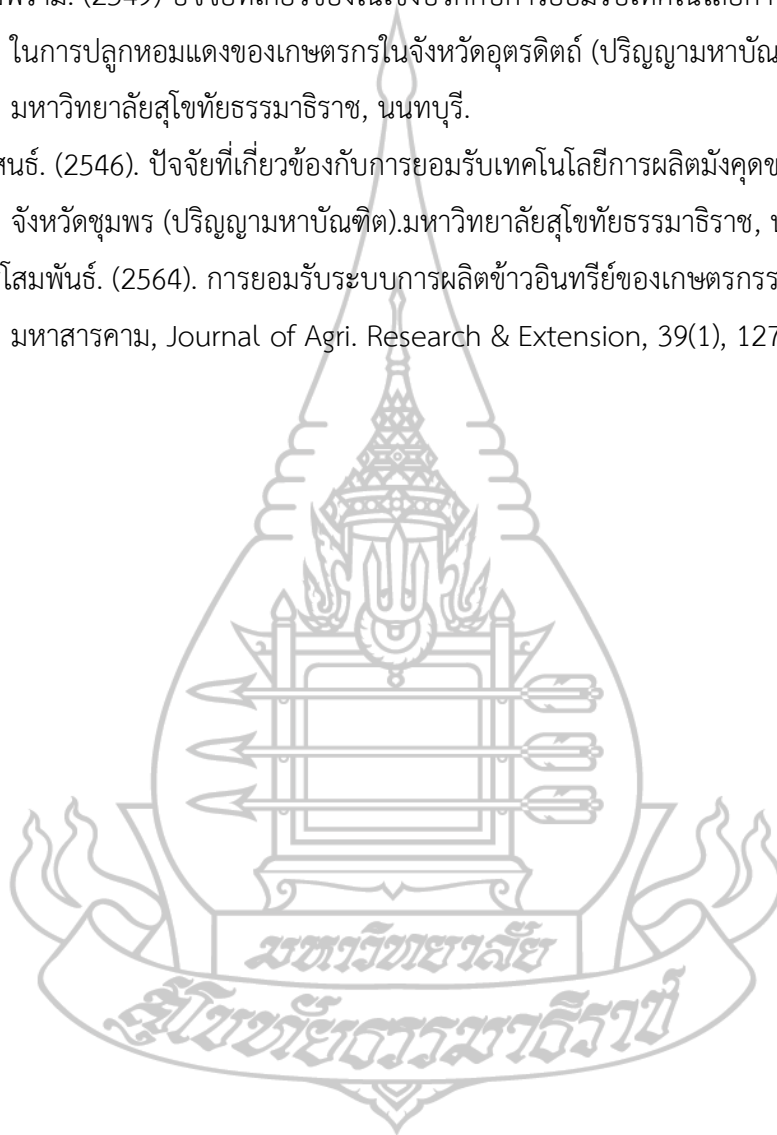 ในการปลูกหอมแดงของเกษตรกรในจังหวัดอุตรดิตถ์ (ปริญญามหาบัณ
มหาวิทยาลัยสุโขทัยธรรมาธิราช, นนทบุรี.
สนธ์. (2546). ปัจจัยที่เกี่ยวข้องกับการยอมรับเทคโนโลยีการผลิตมังคุดข
จังหวัดชุมพร (ปริญญามหาบัณฑิต).มหาวิทยาลัยสุโขทัยธรรมาธิราช, น
โสมพันธ์. (2564). การยอมรับระบบการผลิตข้าวอินทรีย์ของเกษตรกรร
มหาสารคาม, Journal of Agri. Research & Extension, 39(1), 127
มหาวิทยาลัย
สุโขทัยธรรมาธิราช